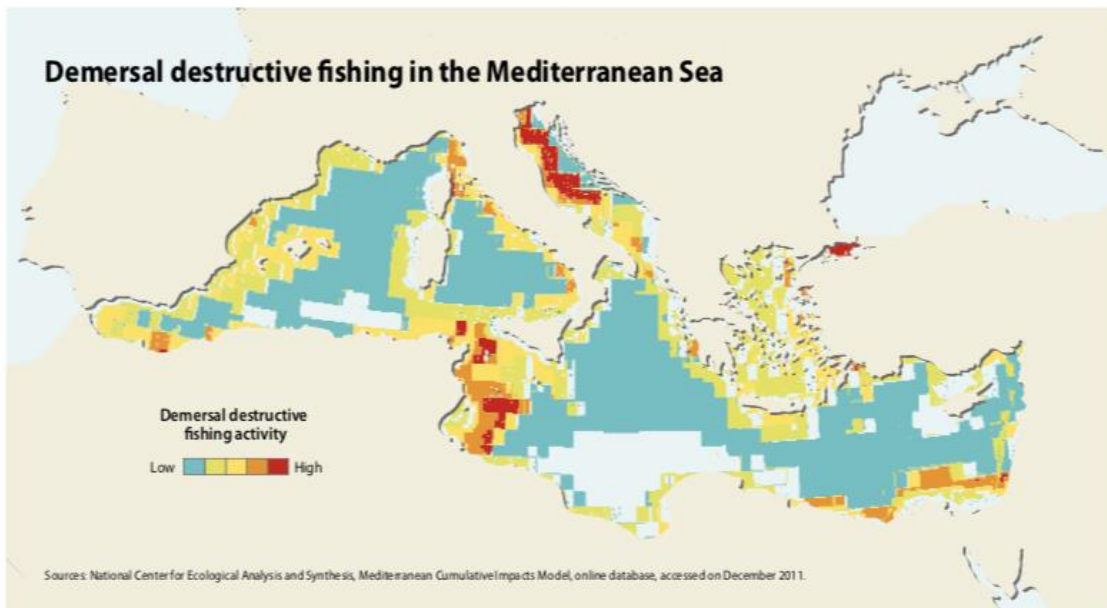 Demersal destructive fishing in the Mediterranean Sea
Demersal destructive
fishing activity
Low High
Sources: National Center for Ecological Analysis and Synthesis, Mediterranean Cumulative Impacts Model, online database, accessed on December 2011.